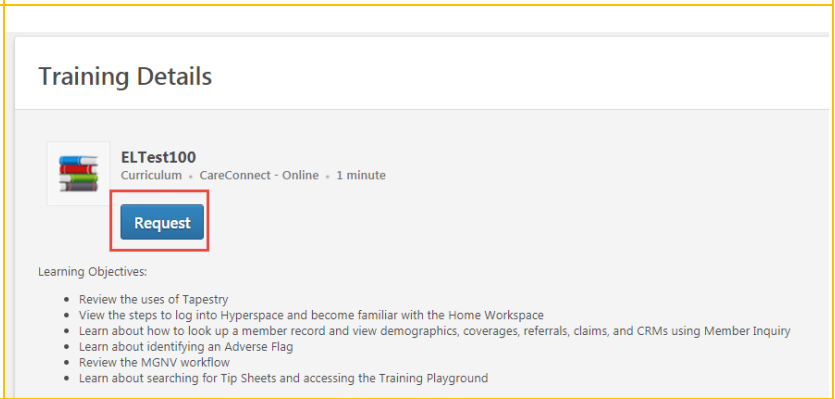 Training Details
ELTest100
Curriculum • CareConnect - Online • 1 minute
Request
Learning Objectives:
• Review the uses of Tapestry
• View the steps to log into Hyperspace and become familiar with the Home Workspace
• Learn about how to look up a member record and view demographics, coverages, referrals, claims, and CRMs using Member Inquiry
• Learn about identifying an Adverse Flag
• Review the MGNV workflow
• Learn about searching for Tip Sheets and accessing the Training Playground